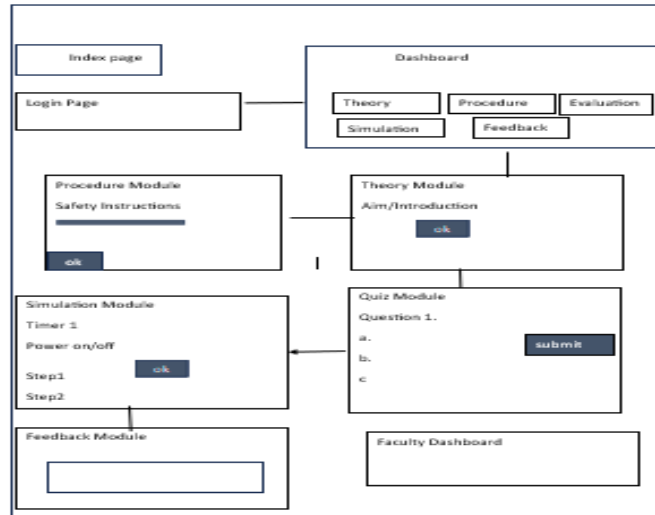 Index page
Dashboard
Login Page
Theory
Procedure
Evaluation
Simulation
Feedback
Procedure Module
Safety Instructions
ok
Theory Module
Aim/Introduction
ok
Simulation Module
Timer 1
Power on/off
ok
Step1
Step2
Quiz Module
Question 1.
a.
submit
b.
c
Feedback Module
Faculty Dashboard